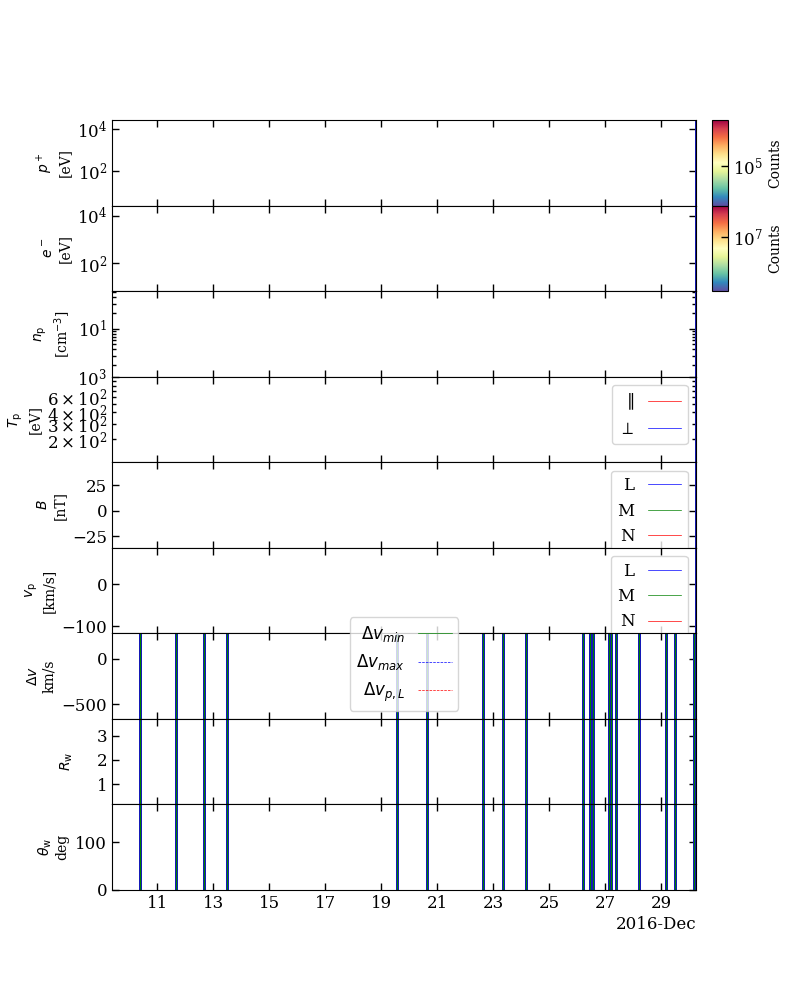 10⁴
p⁺
[eV]
10²
10⁵
Counts
10⁴
e⁻
[eV]
10²
10⁷
Counts
nₚ
[cm⁻³]
10¹
10³
Tₚ
[eV]
6 × 10²
4 × 10²
3 × 10²
2 × 10²
∥
⊥
B
[nT]
25
0
−25
L
M
N
vₚ
[km/s]
0
−100
L
M
N
Δv
km/s
0
−500
Δv_min
Δv_max
Δv_p,L
R_w
3
2
1
θ_w
deg
100
0
11 13 15 17 19 21 23 25 27 29
2016-Dec